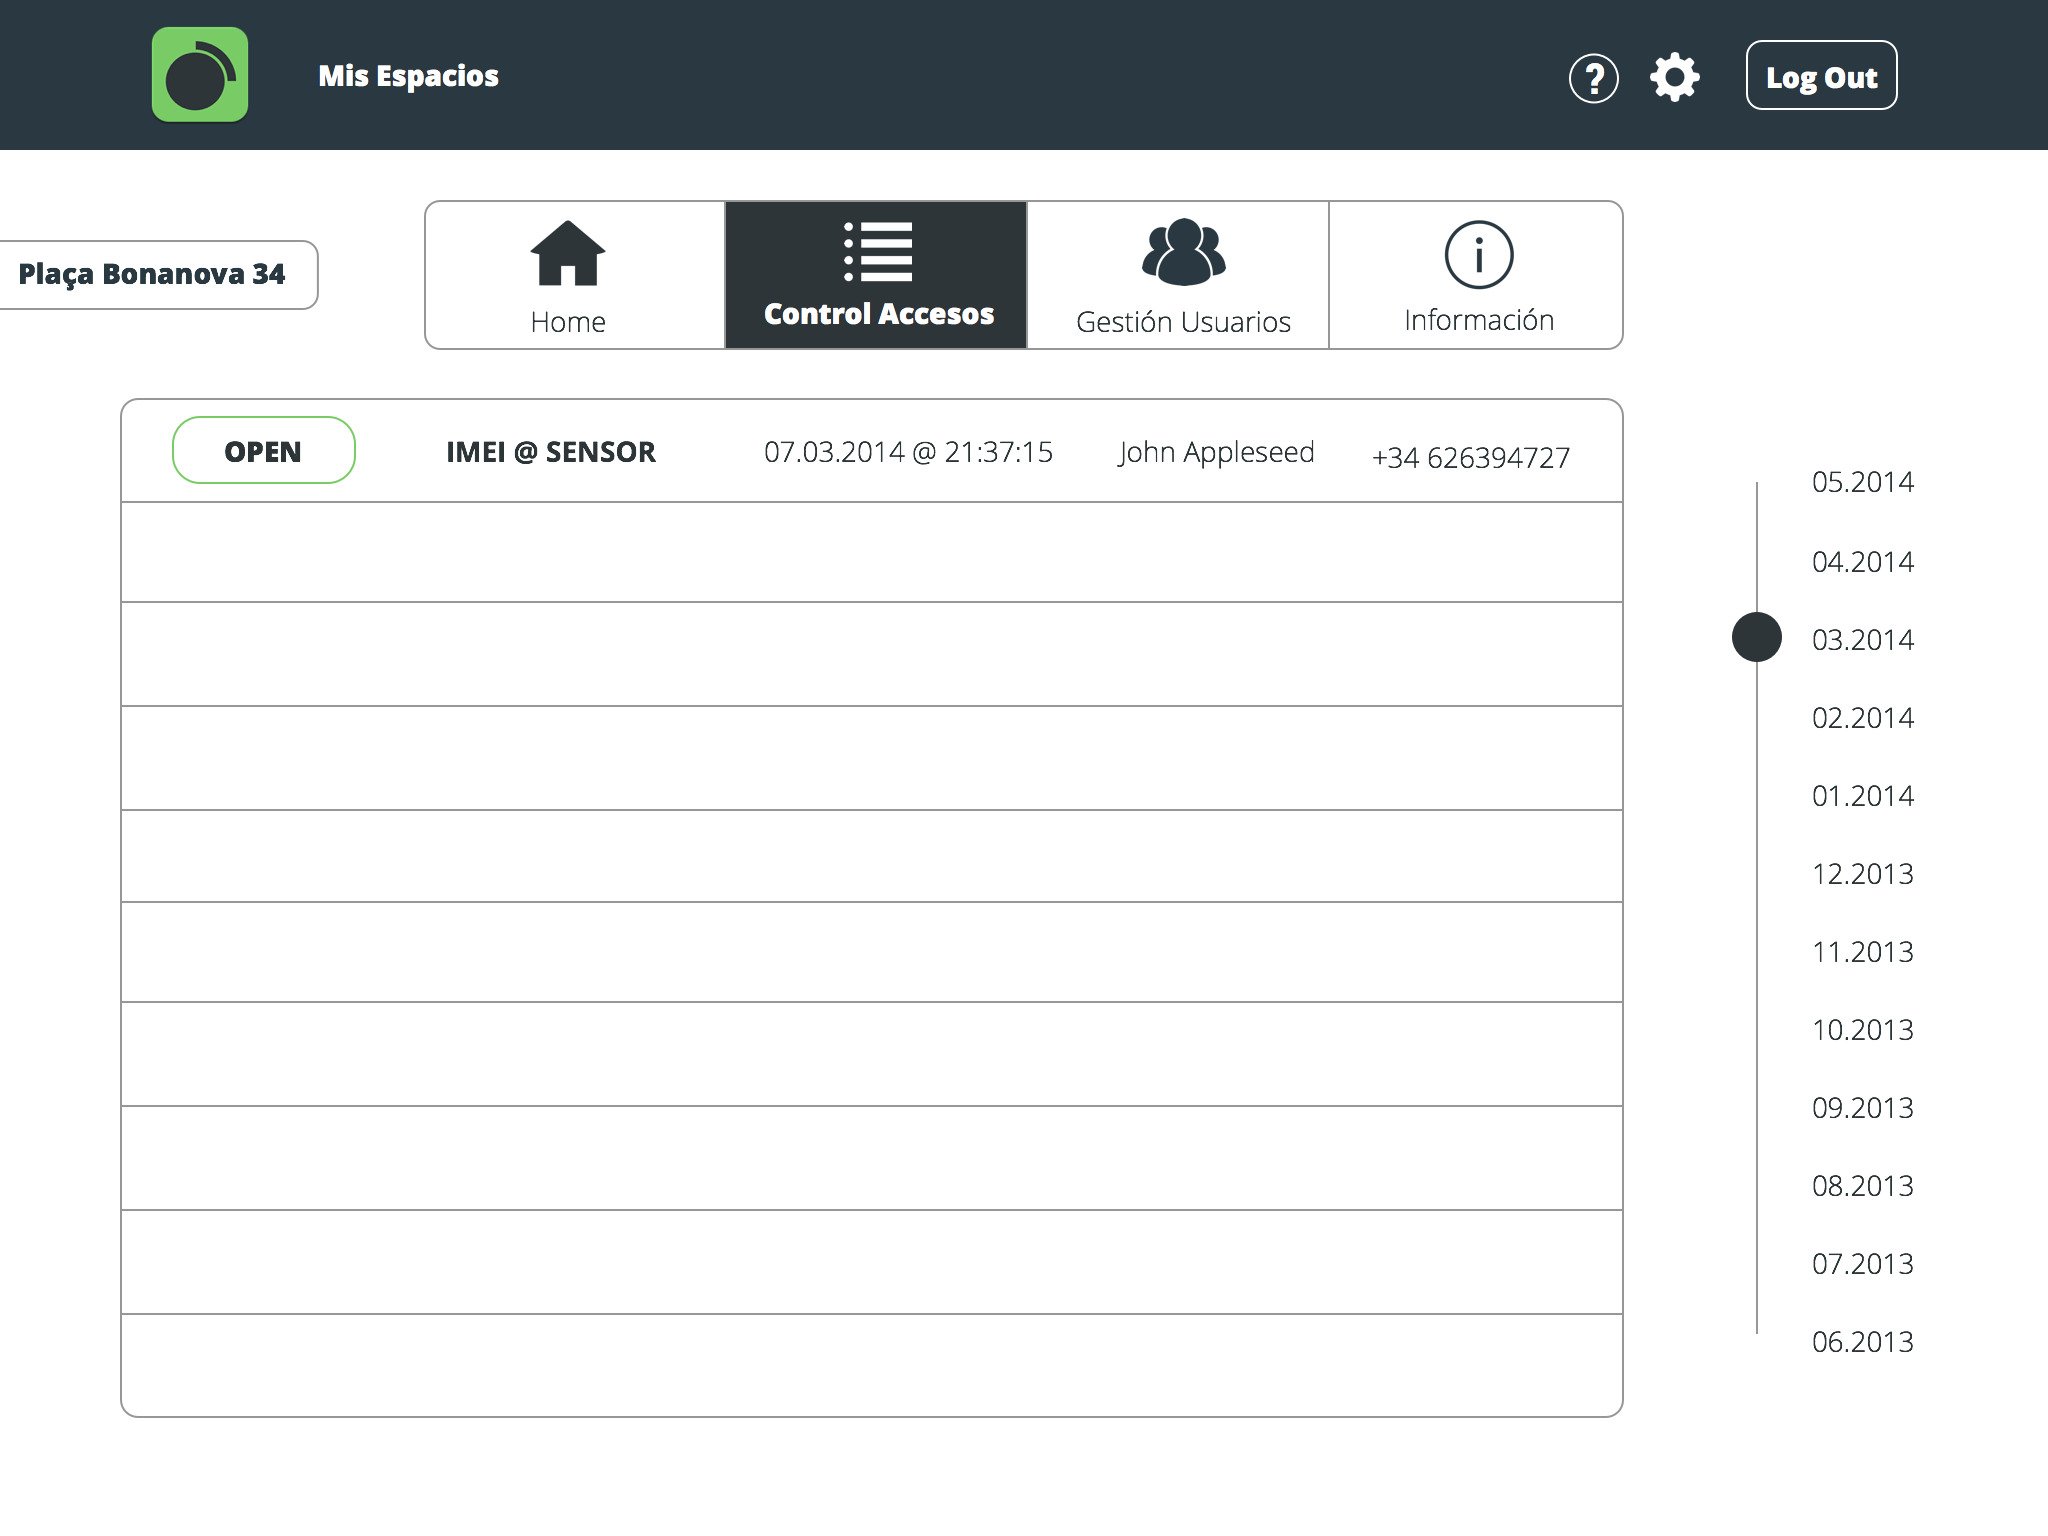 Mis Espacios
? Log Out
Plaça Bonanova 34
Home
Control Accesos
Gestión Usuarios
i
Información
OPEN IMEI @ SENSOR 07.03.2014 @ 21:37:15 John Appleseed +34 626394727
05.2014
04.2014
03.2014
02.2014
01.2014
12.2013
11.2013
10.2013
09.2013
08.2013
07.2013
06.2013